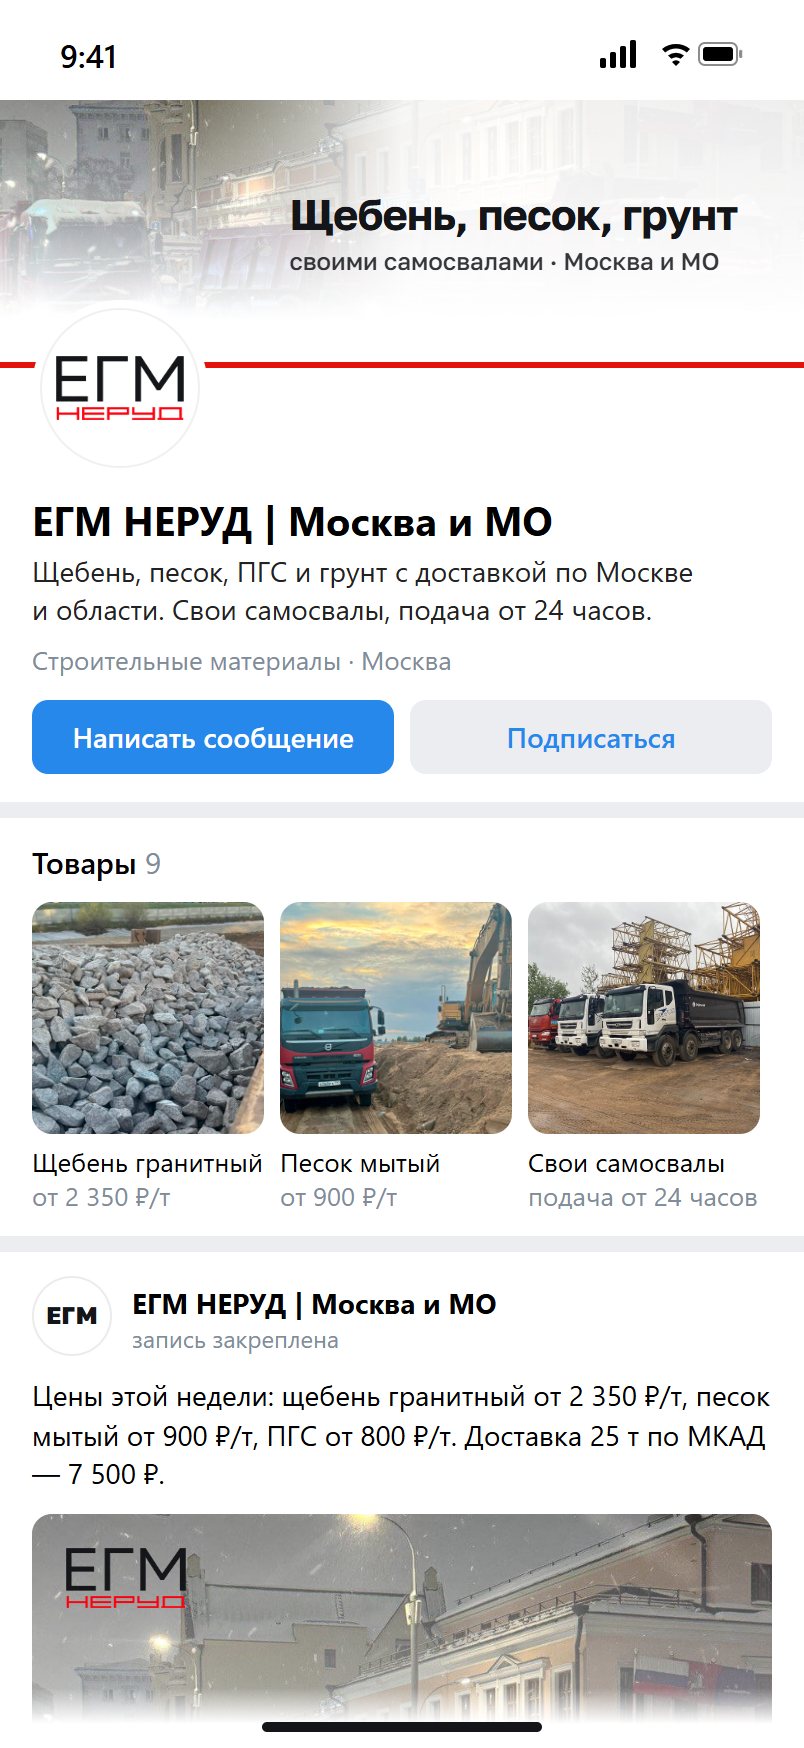 9:41
Щебень, песок, грунт
своими самосвалами · Москва и МО
ЕГМ
НЕРУД
ЕГМ НЕРУД | Москва и МО
Щебень, песок, ПГС и грунт с доставкой по Москве
и области. Свои самосвалы, подача от 24 часов.
Строительные материалы · Москва
Написать сообщение
Подписаться
Товары 9
Щебень гранитный
от 2 350 ₽/т
Песок мытый
от 900 ₽/т
Свои самосвалы
подача от 24 часов
ЕГМ
ЕГМ НЕРУД | Москва и МО
запись закреплена
Цены этой недели: щебень гранитный от 2 350 ₽/т, песок
мытый от 900 ₽/т, ПГС от 800 ₽/т. Доставка 25 т по МКАД
— 7 500 ₽.
ЕГМ
НЕРУД